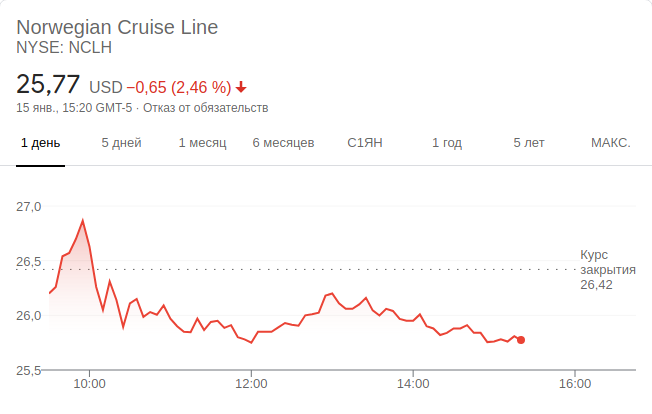 Norwegian Cruise Line
NYSE: NCLH
25,77 USD −0,65 (2,46 %)
15 янв., 15:20 GMT-5 · Отказ от обязательств
1 день 5 дней 1 месяц 6 месяцев С1ЯН 1 год 5 лет МАКС.
27,0
26,5
26,0
25,5
Курс
закрытия
26,42
10:00 12:00 14:00 16:00